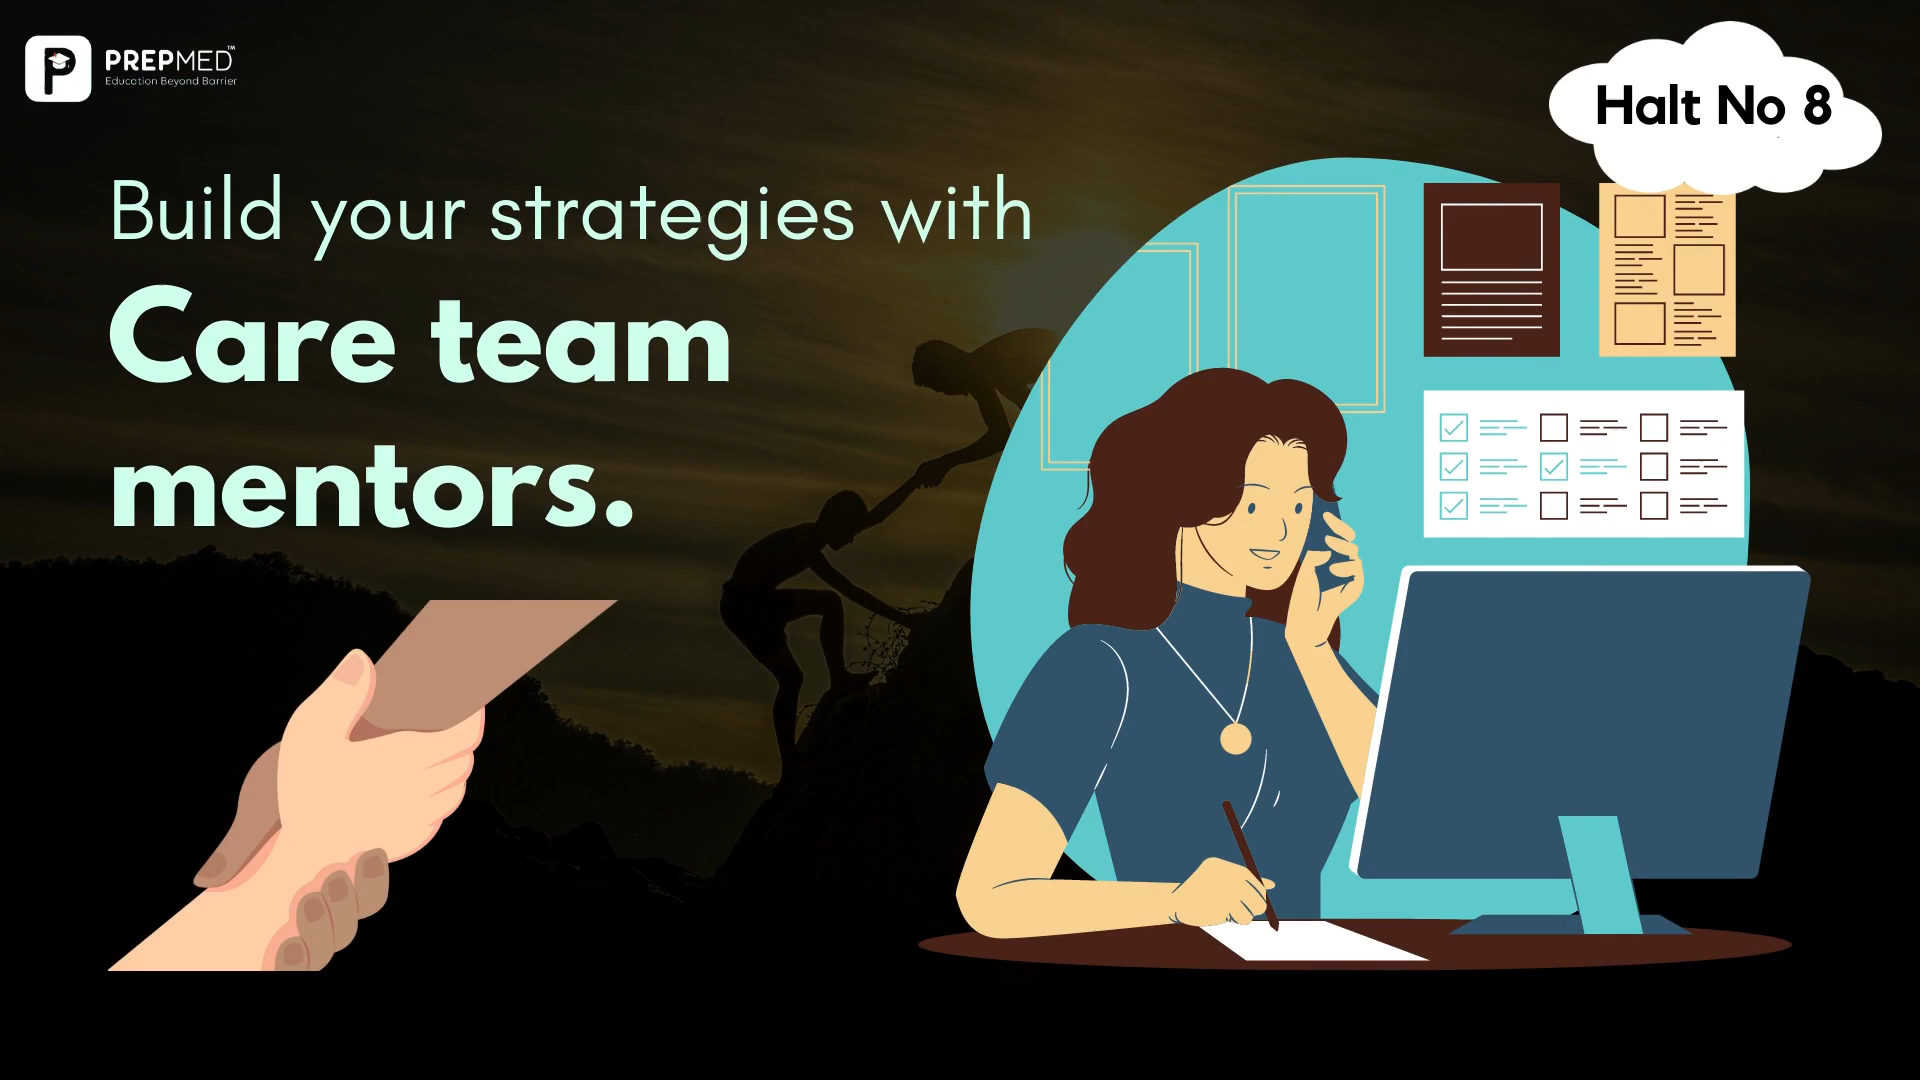 PREPMED™
Education Beyond Barrier
Halt No 8
Build your strategies with
Care team
mentors.